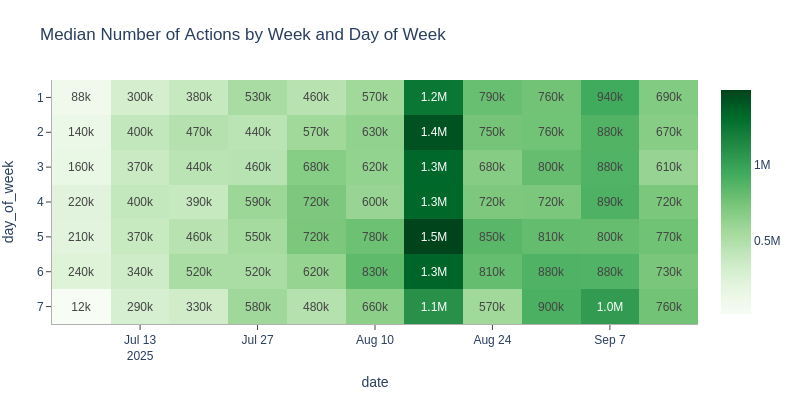 Median Number of Actions by Week and Day of Week
1 88k 300k 380k 530k 460k 570k 1.2M 790k 760k 940k 690k
2 140k 400k 470k 440k 570k 630k 1.4M 750k 760k 880k 670k
3 160k 370k 440k 460k 680k 620k 1.3M 680k 800k 880k 610k
4 220k 400k 390k 590k 720k 600k 1.3M 720k 720k 890k 720k
5 210k 370k 460k 550k 720k 780k 1.5M 850k 810k 800k 770k
6 240k 340k 520k 520k 620k 830k 1.3M 810k 880k 880k 730k
7 12k 290k 330k 580k 480k 660k 1.1M 570k 900k 1.0M 760k
day_of_week
Jul 13 Jul 27 Aug 10 Aug 24 Sep 7
2025
date
1M
0.5M